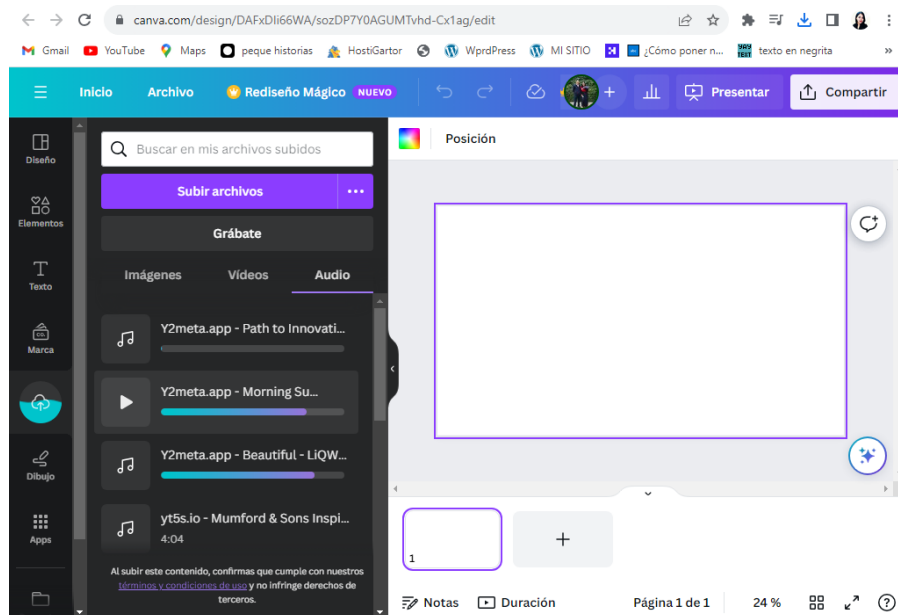 canva.com/design/DAFxDli66WA/sozDP7Y0AGUMTvhd-Cx1ag/edit
Gmail YouTube Maps peque historias HostiGartor WprdPress MI SITIO ¿Cómo poner n... YAY TEXT texto en negrita »
Inicio Archivo Rediseño Mágico NUEVO + Presentar Compartir
Diseño
Elementos
Texto
CO.
Marca
Dibujo
Apps
Buscar en mis archivos subidos
Subir archivos ...
Grábate
Imágenes Vídeos Audio
Y2meta.app - Path to Innovati...
Y2meta.app - Morning Su...
Y2meta.app - Beautiful - LiQW...
yt5s.io - Mumford & Sons Inspi...
4:04
Al subir este contenido, confirmas que cumple con nuestros
términos y condiciones de uso y no infringe derechos de
terceros.
Posición
1
+
Notas Duración Página 1 de 1 24 % ?